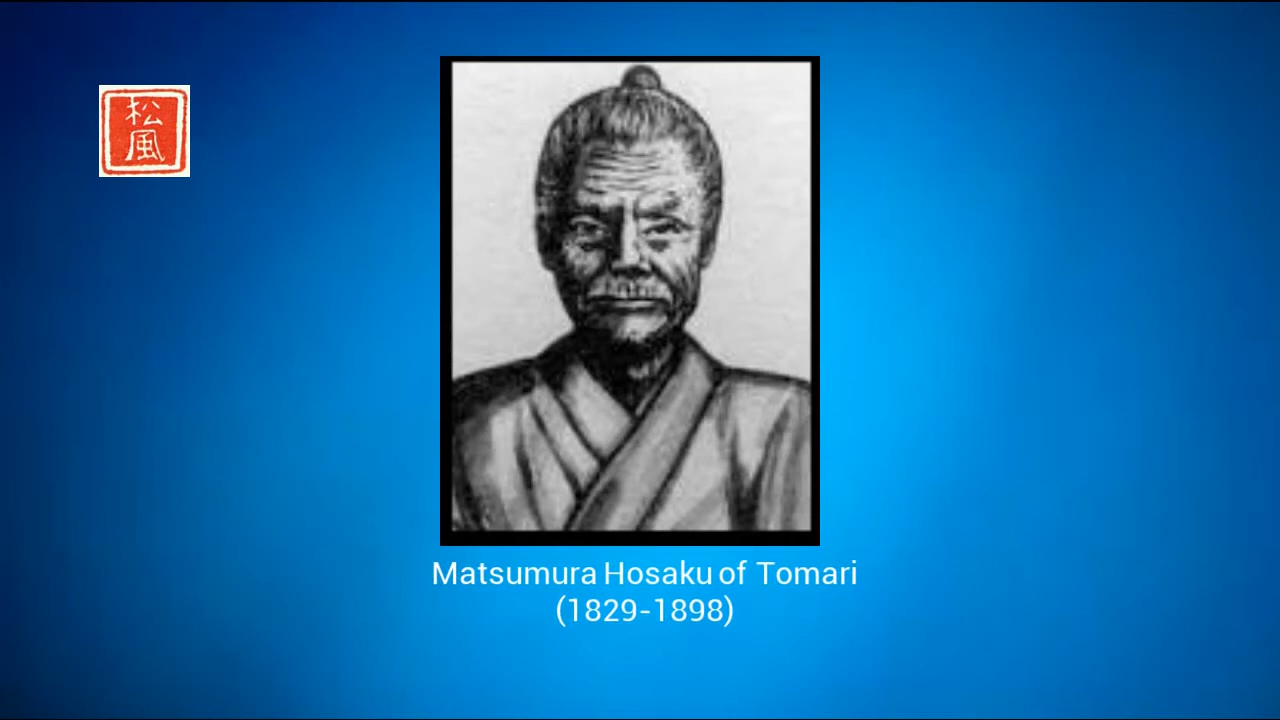 松
風
Matsumura Hosaku of Tomari
(1829-1898)